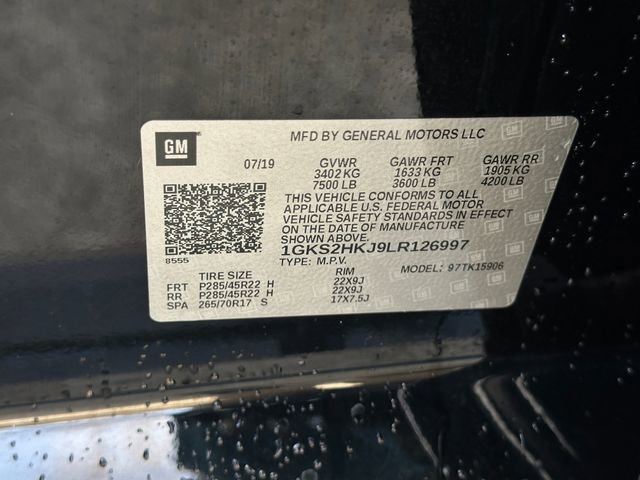 GM
MFD BY GENERAL MOTORS LLC
07/19 GVWR GAWR FRT GAWR RR
3402 KG 1633 KG 1905 KG
7500 LB 3600 LB 4200 LB
THIS VEHICLE CONFORMS TO ALL
APPLICABLE U.S. FEDERAL MOTOR
VEHICLE SAFETY STANDARDS IN EFFECT
ON THE DATE OF MANUFACTURE
SHOWN ABOVE.
8555
1GKS2HKJ9LR126997
TYPE: M.P.V. MODEL: 97TK15906
TIRE SIZE RIM
FRT P285/45R22 H 22X9J
RR P285/45R22 H 22X9J
SPA 265/70R17 S 17X7.5J